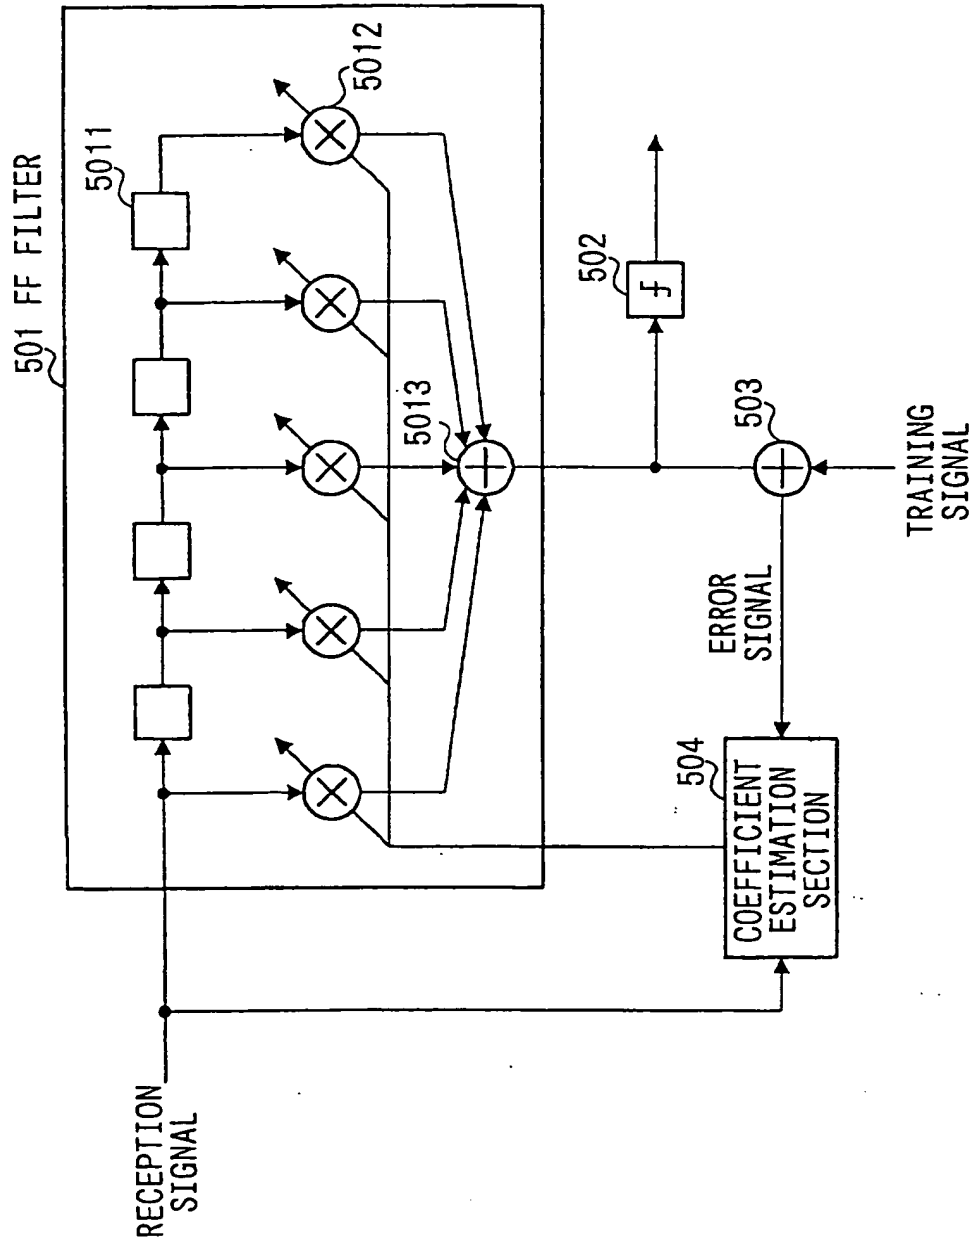 501 FF FILTER
5011
5012
5013
502
503
504
RECEPTION
SIGNAL
COEFFICIENT
ESTIMATION
SECTION
ERROR
SIGNAL
TRAINING
SIGNAL